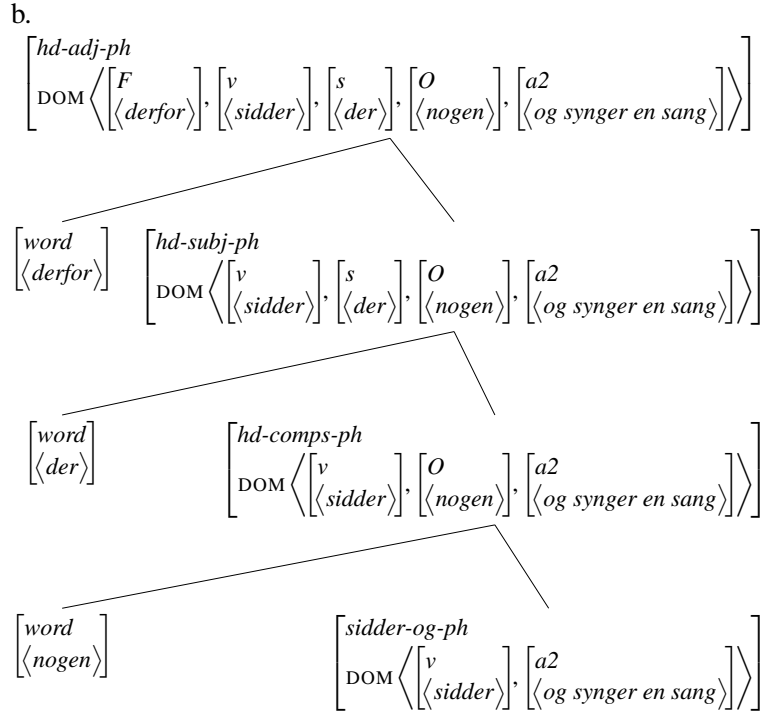 b.
hd-adj-ph
DOM ⟨[F ⟨derfor⟩], [v ⟨sidder⟩], [s ⟨der⟩], [O ⟨nogen⟩], [a2 ⟨og synger en sang⟩]⟩
[word ⟨derfor⟩]
hd-subj-ph
DOM ⟨[v ⟨sidder⟩], [s ⟨der⟩], [O ⟨nogen⟩], [a2 ⟨og synger en sang⟩]⟩
[word ⟨der⟩]
hd-comps-ph
DOM ⟨[v ⟨sidder⟩], [O ⟨nogen⟩], [a2 ⟨og synger en sang⟩]⟩
[word ⟨nogen⟩]
sidder-og-ph
DOM ⟨[v ⟨sidder⟩], [a2 ⟨og synger en sang⟩]⟩